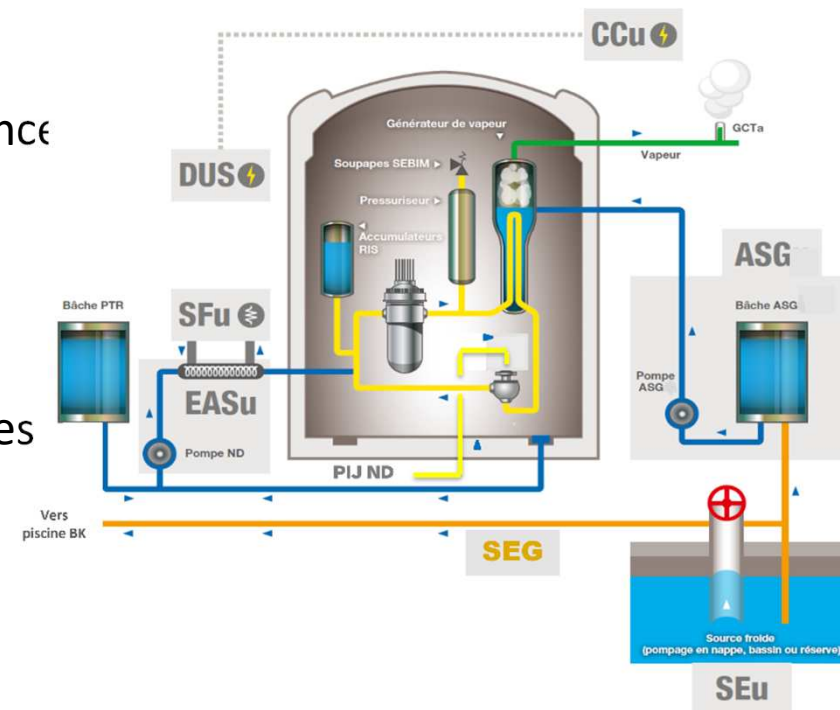 CCu
nce
GCTa
Générateur de vapeur
Vapeur
Soupapes SEBIM
DUS
Pressuriseur
Accumulateurs
RIS
ASG
Bâche PTR
SFu
Bâche ASG
EASu
Pompe
ASG
es
Pompe ND
PIJ ND
Vers
piscine BK
SEG
Source froide
(pompage en nappe, bassin ou réserve)
SEu